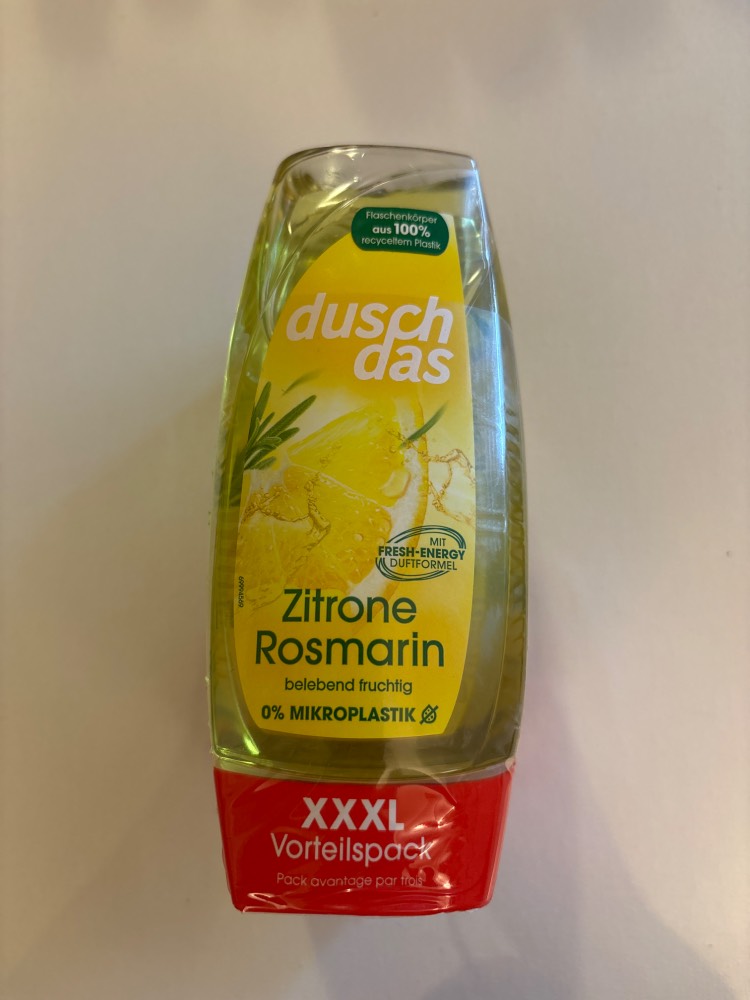 Flaschenkörper
aus 100%
recyceltem Plastik
dusch
das
MIT
FRESH-ENERGY
DUFTFORMEL
Zitrone
Rosmarin
belebend fruchtig
0% MIKROPLASTIK
XXXL
Vorteilspack
Pack avantage par trois